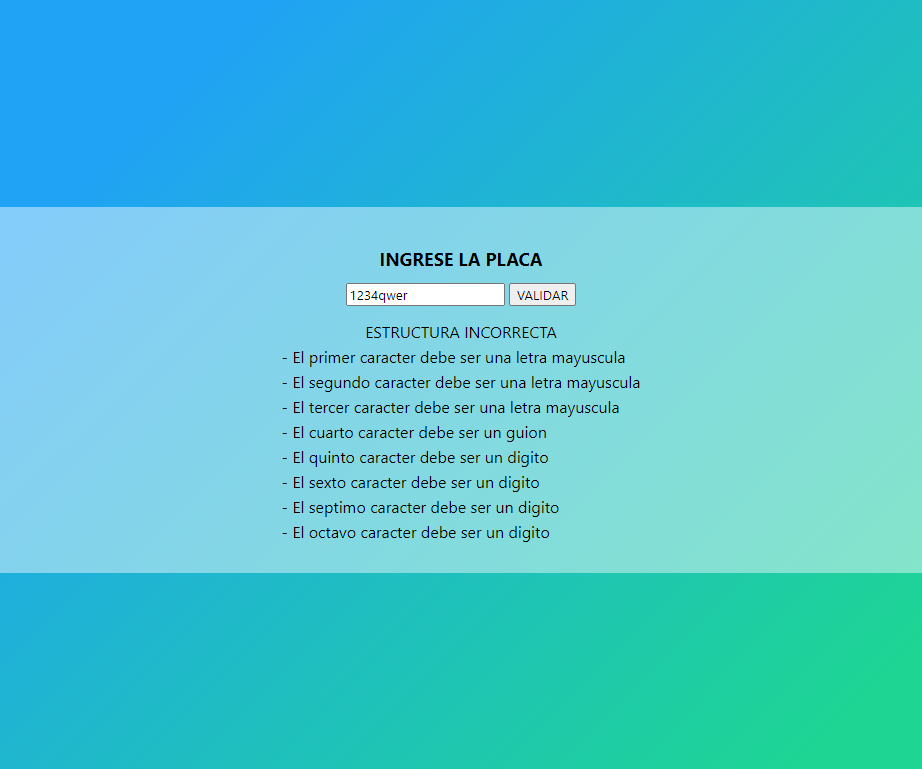 INGRESE LA PLACA
1234qwer VALIDAR
ESTRUCTURA INCORRECTA
- El primer caracter debe ser una letra mayuscula
- El segundo caracter debe ser una letra mayuscula
- El tercer caracter debe ser una letra mayuscula
- El cuarto caracter debe ser un guion
- El quinto caracter debe ser un digito
- El sexto caracter debe ser un digito
- El septimo caracter debe ser un digito
- El octavo caracter debe ser un digito